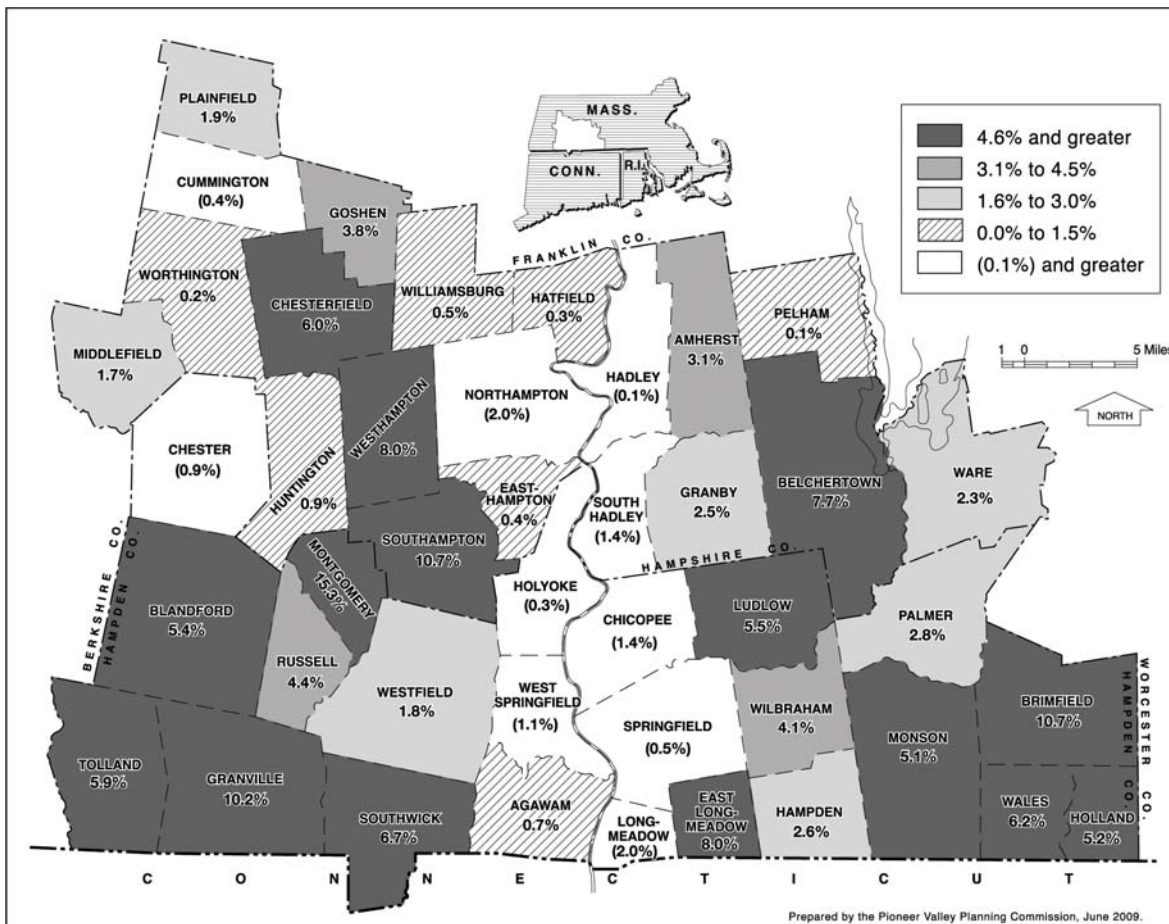 PLAINFIELD
1.9%
CUMMINGTON
(0.4%)
GOSHEN
3.8%
WORTHINGTON
0.2%
CHESTERFIELD
6.0%
WILLIAMSBURG
0.5%
FRANKLIN CO.
HATFIELD
0.3%
MIDDLEFIELD
1.7%
CHESTER
(0.9%)
HUNTINGTON
0.9%
WESTHAMPTON
8.0%
NORTHAMPTON
(2.0%)
HADLEY
(0.1%)
AMHERST
3.1%
PELHAM
0.1%
EAST-
HAMPTON
0.4%
SOUTH
HADLEY
(1.4%)
GRANBY
2.5%
BELCHERTOWN
7.7%
WARE
2.3%
HAMPSHIRE CO.
SOUTHAMPTON
10.7%
MONTGOMERY
15.3%
BERKSHIRE CO.
HAMPDEN CO.
BLANDFORD
5.4%
RUSSELL
4.4%
HOLYOKE
(0.3%)
CHICOPEE
(1.4%)
LUDLOW
5.5%
PALMER
2.8%
WESTFIELD
1.8%
WEST
SPRINGFIELD
(1.1%)
SPRINGFIELD
(0.5%)
WILBRAHAM
4.1%
MONSON
5.1%
BRIMFIELD
10.7%
HAMPDEN CO.
WORCESTER CO.
TOLLAND
5.9%
GRANVILLE
10.2%
SOUTHWICK
6.7%
AGAWAM
0.7%
LONG-
MEADOW
(2.0%)
EAST
LONG-
MEADOW
8.0%
HAMPDEN
2.6%
WALES
6.2%
HOLLAND
5.2%
CONNECTICUT
MASS.
CONN.
R.I.
4.6% and greater
3.1% to 4.5%
1.6% to 3.0%
0.0% to 1.5%
(0.1%) and greater
1 0 5 Miles
NORTH
Prepared by the Pioneer Valley Planning Commission, June 2009.